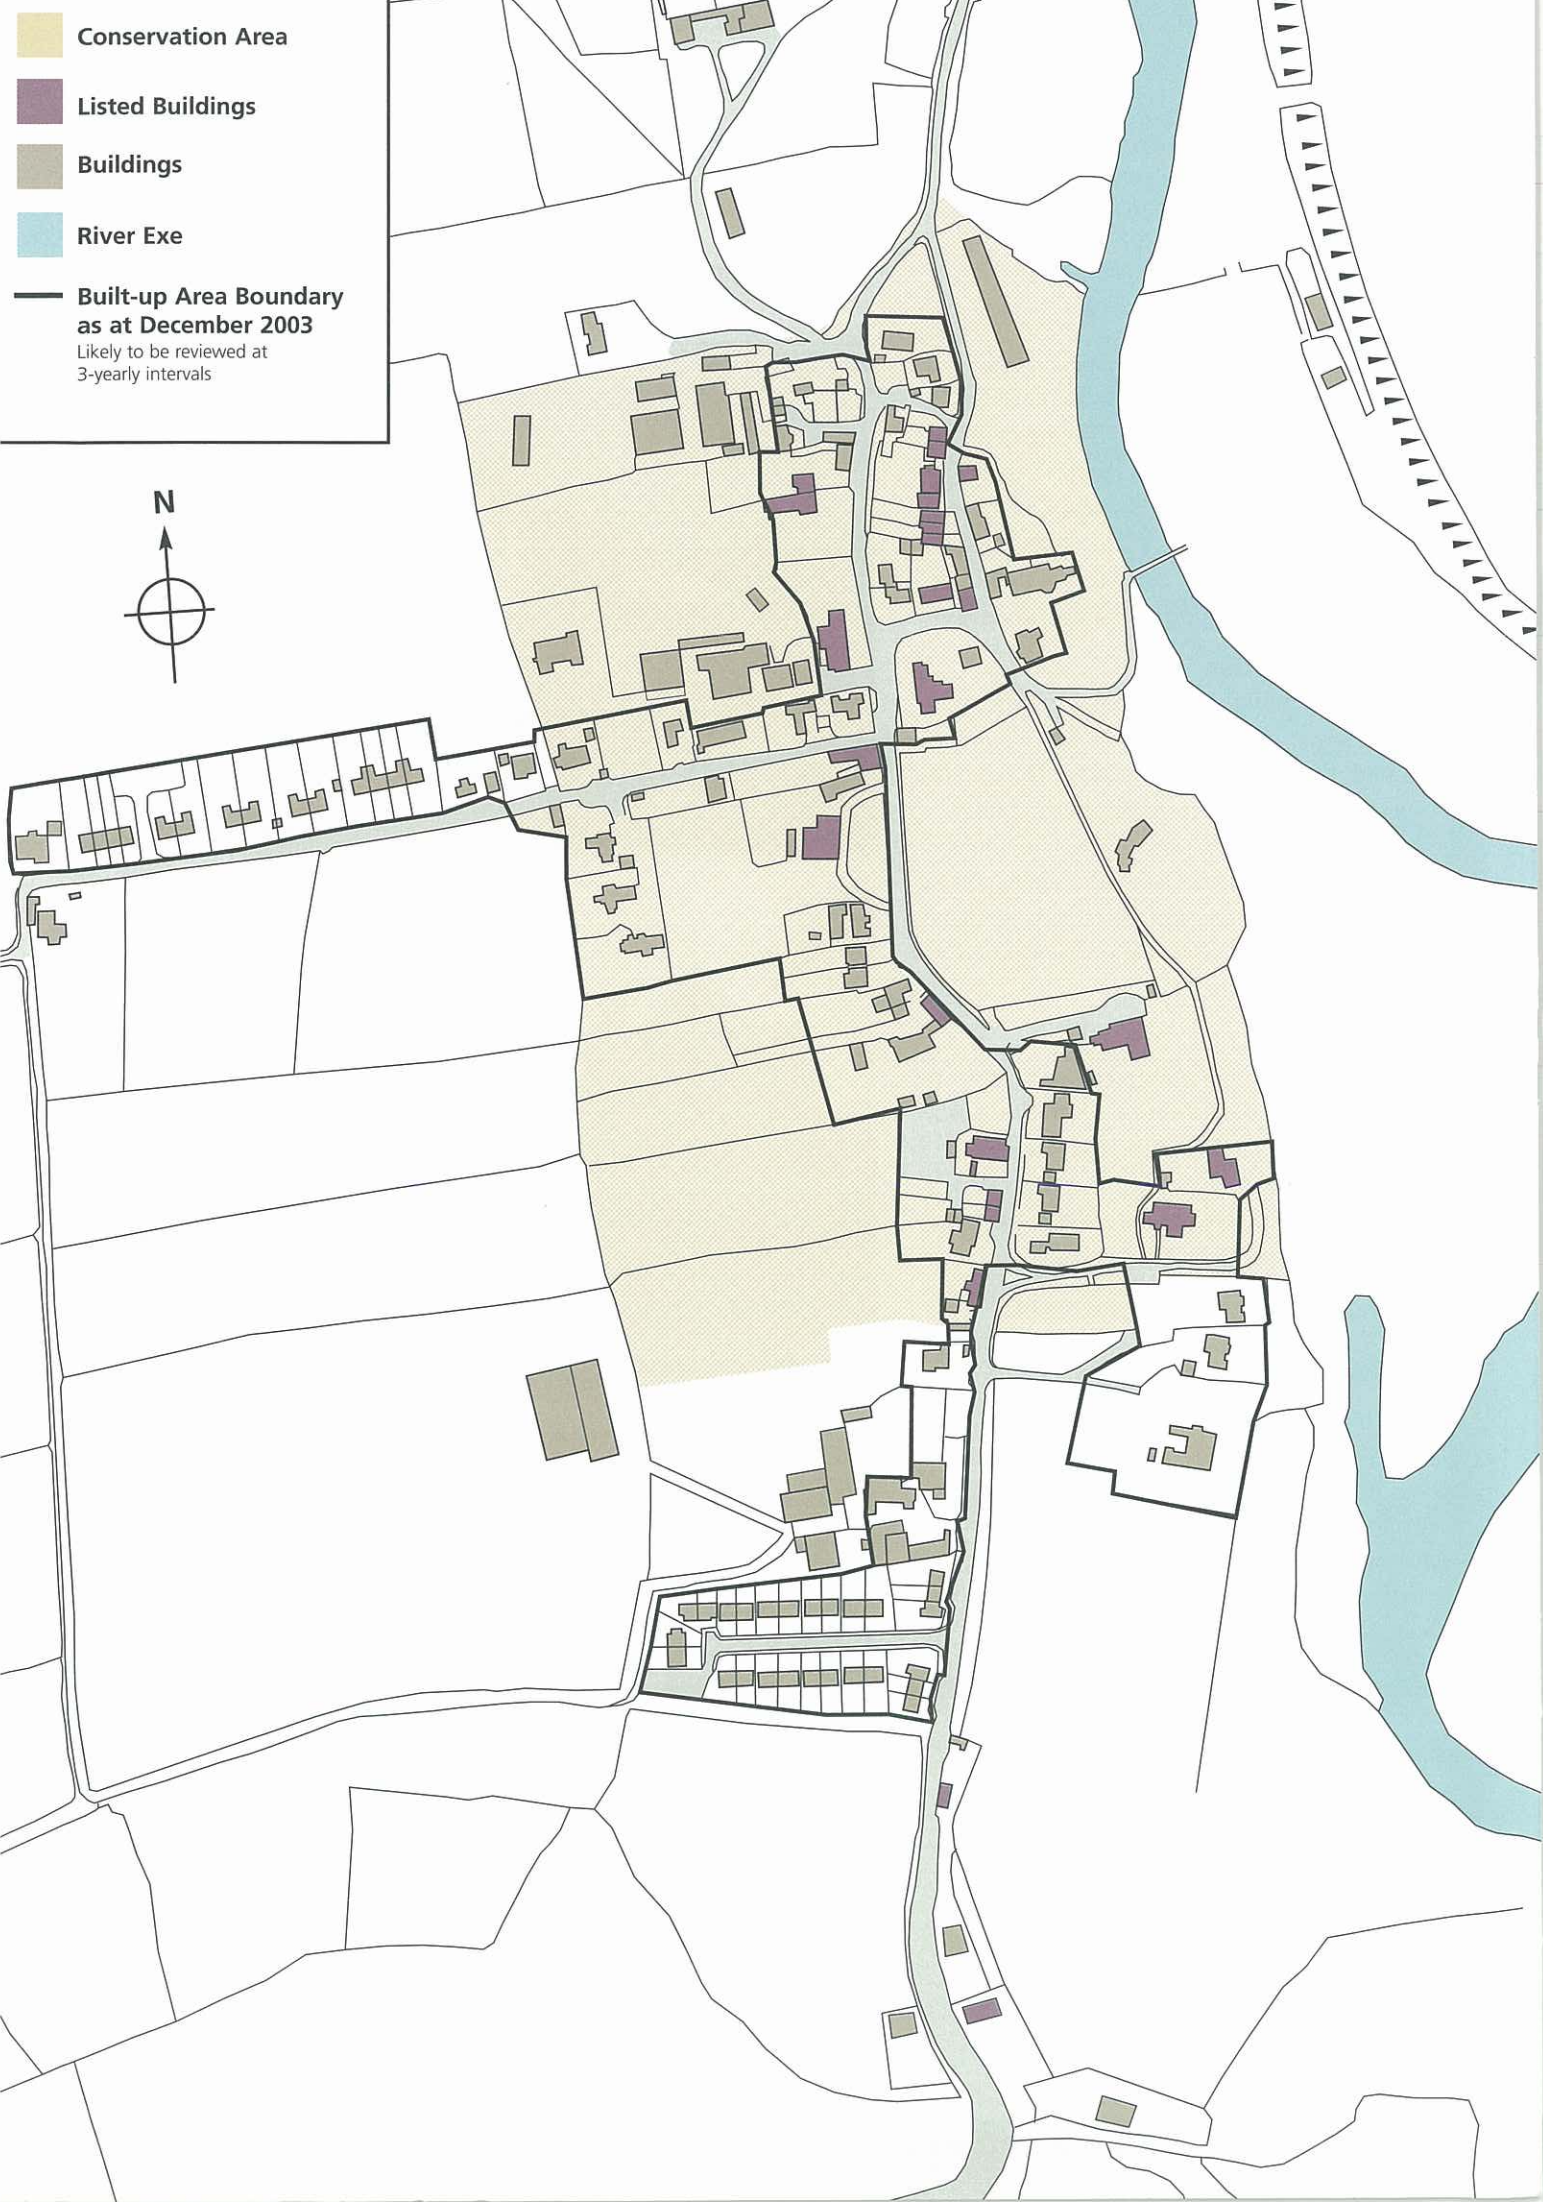 Conservation Area
Listed Buildings
Buildings
River Exe
Built-up Area Boundary
as at December 2003
Likely to be reviewed at
3-yearly intervals
N